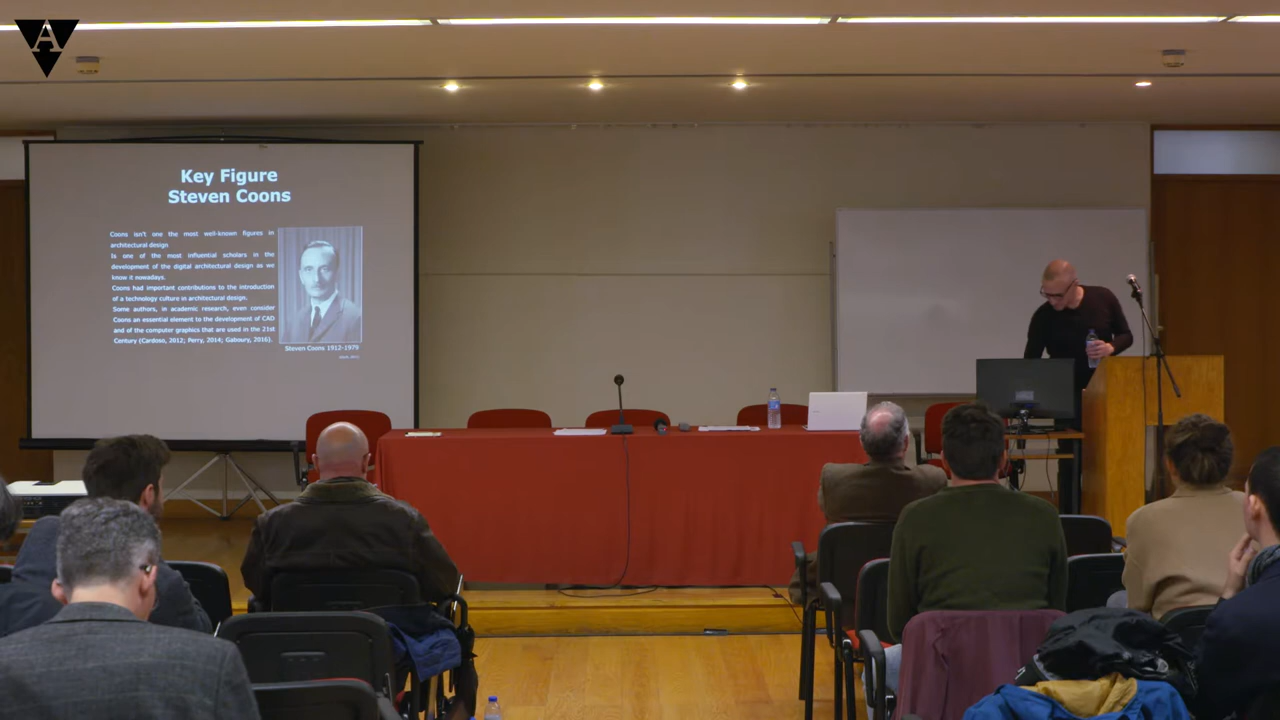 A
Key Figure
Steven Coons
Coons isn't one the most well-known figures in
architectural design
Is one of the most influential scholars in the
development of the digital architectural design as we
know it nowadays.
Coons had important contributions to the introduction
of a technology culture in architectural design.
Some authors, in academic research, even consider
Coons an essential element to the development of CAD
and of the computer graphics that are used in the 21st
Century (Cardoso, 2012; Perry, 2014; Gaboury, 2016).
Steven Coons 1912-1979